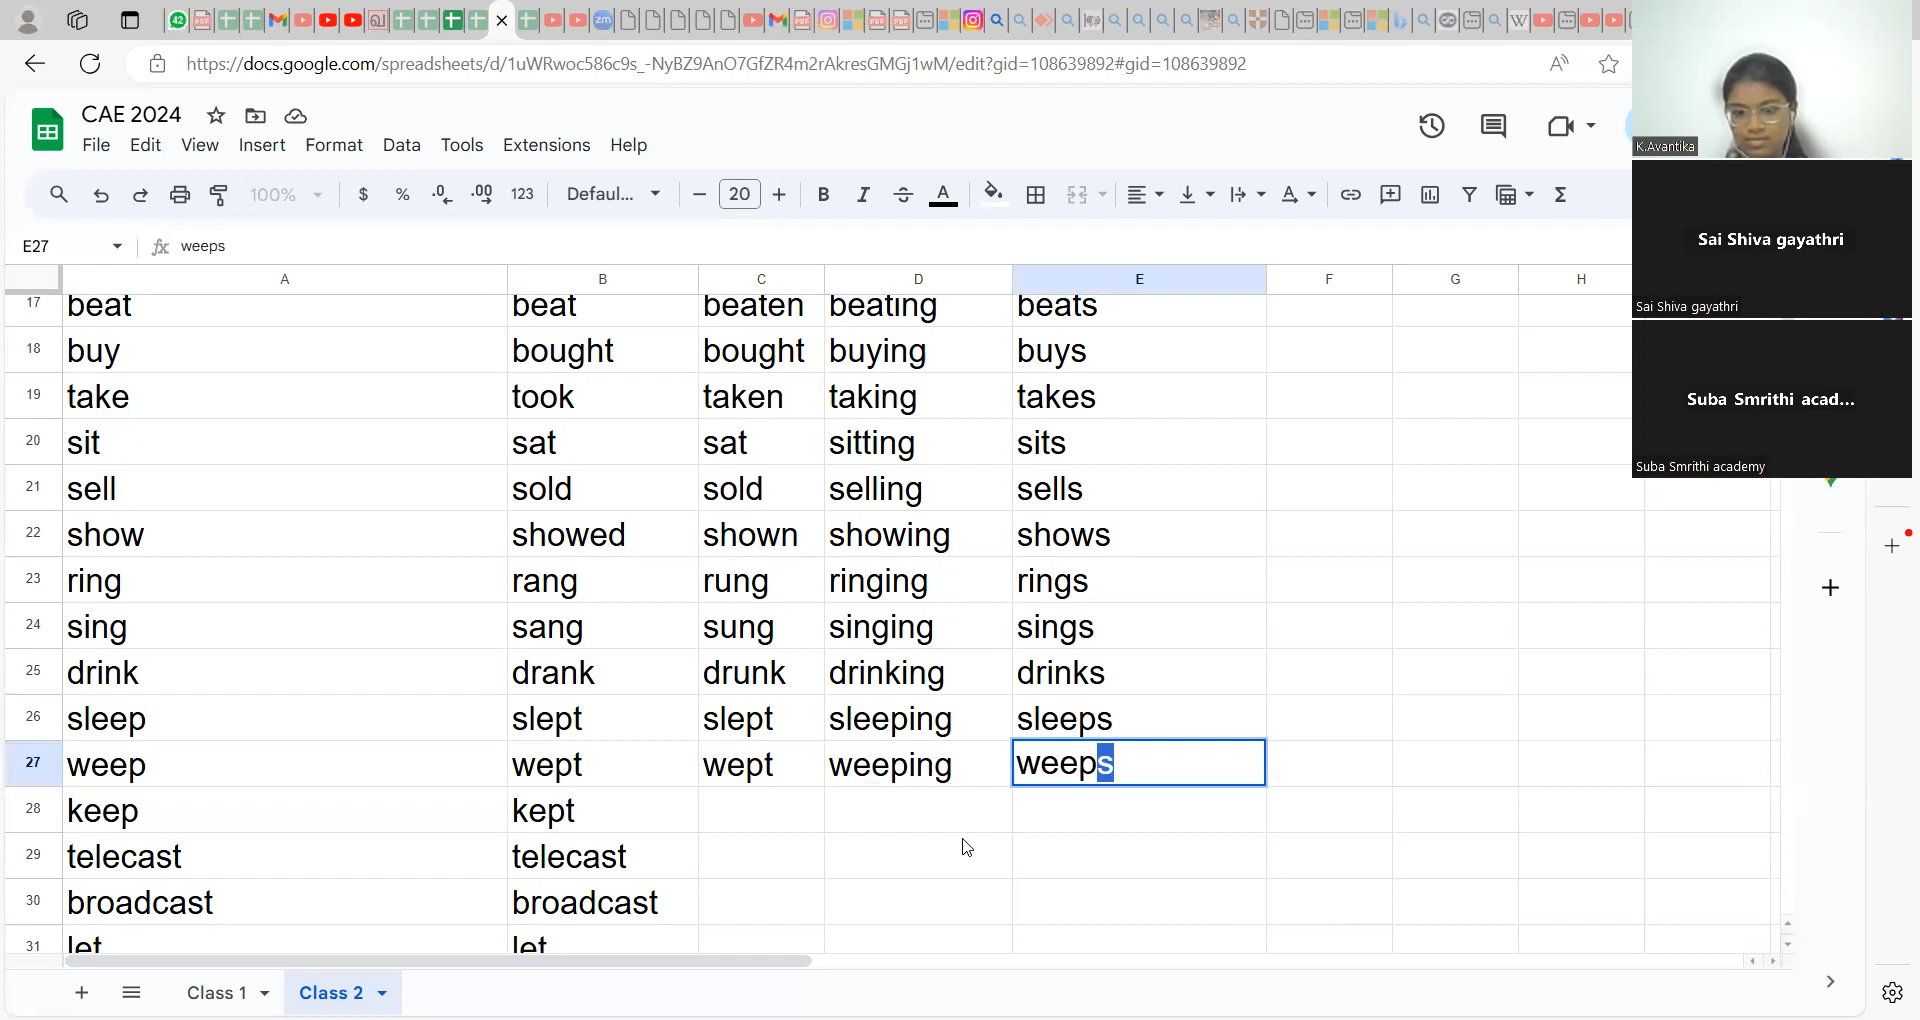 https://docs.google.com/spreadsheets/d/1uWRwoc586c9s_-NyBZ9AnO7GfZR4m2rAkresGMGj1wM/edit?gid=108639892#gid=108639892
CAE 2024
File Edit View Insert Format Data Tools Extensions Help
100% $ % .0 .00 123 Defaul... 20 B I A
E27 fx weeps
A B C D E F G H
17 beat beat beaten beating beats
18 buy bought bought buying buys
19 take took taken taking takes
20 sit sat sat sitting sits
21 sell sold sold selling sells
22 show showed shown showing shows
23 ring rang rung ringing rings
24 sing sang sung singing sings
25 drink drank drunk drinking drinks
26 sleep slept slept sleeping sleeps
27 weep wept wept weeping weeps
28 keep kept
29 telecast telecast
30 broadcast broadcast
31 let let
Class 1 Class 2
K.Avantika
Sai Shiva gayathri
Sai Shiva gayathri
Suba Smrithi acad...
Suba Smrithi academy